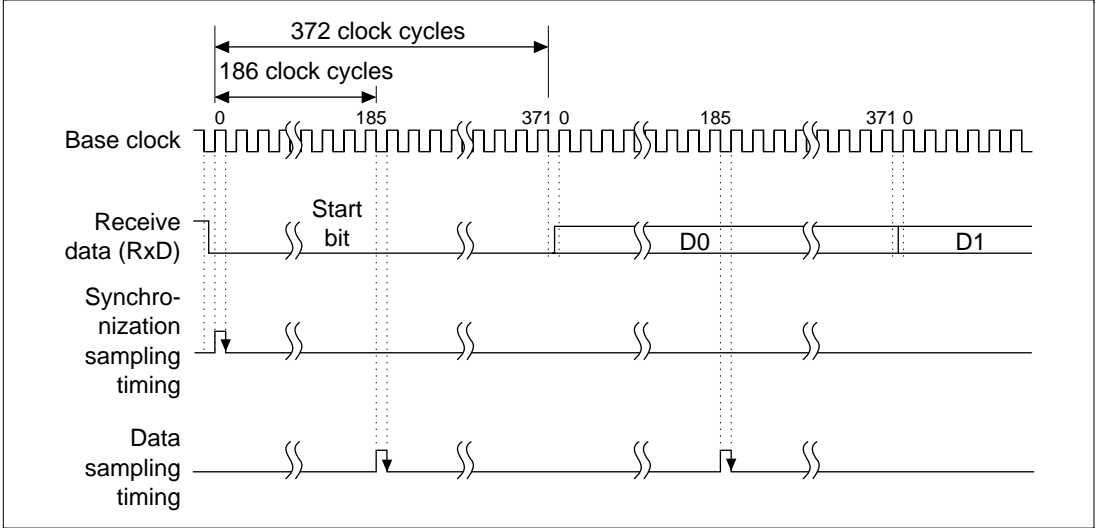 372 clock cycles
186 clock cycles
0
185
371 0
185
371 0
Base clock
Receive
data (RxD)
Start
bit
D0
D1
Synchro-
nization
sampling
timing
Data
sampling
timing